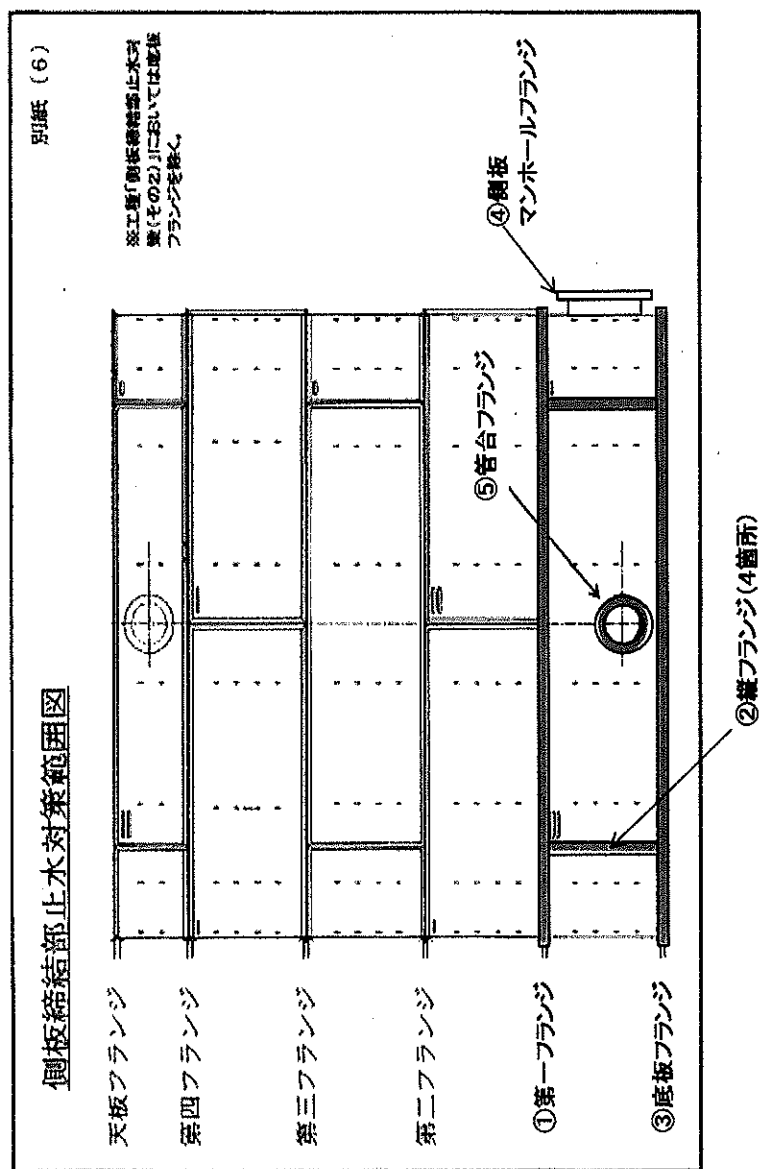 別紙（6）
側板締結部止水対策範囲図
※工種「側板締結部止水対
策（その2）」においては底板
フランジを除く。
天板フランジ
第四フランジ
第三フランジ
第二フランジ
①第一フランジ
③底板フランジ
④側板
マンホールフランジ
⑤管台フランジ
②縦フランジ(4箇所)